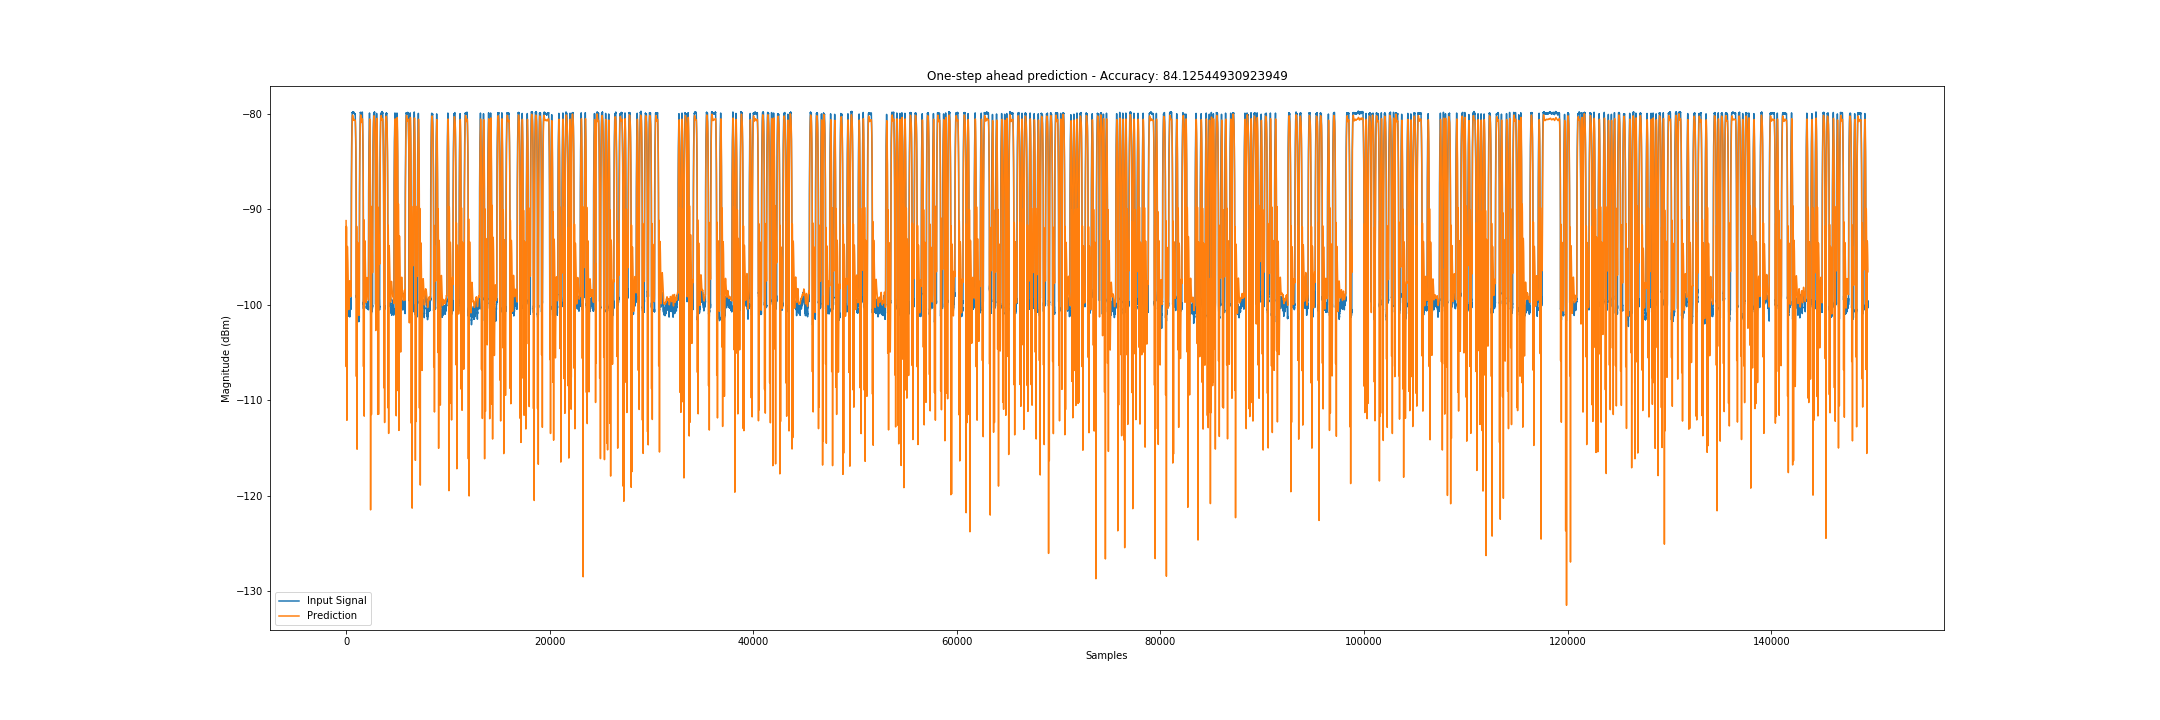 One-step ahead prediction - Accuracy: 84.12544930923949
Magnitude (dBm)
−80
−90
−100
−110
−120
−130
Input Signal
Prediction
0 20000 40000 60000 80000 100000 120000 140000
Samples